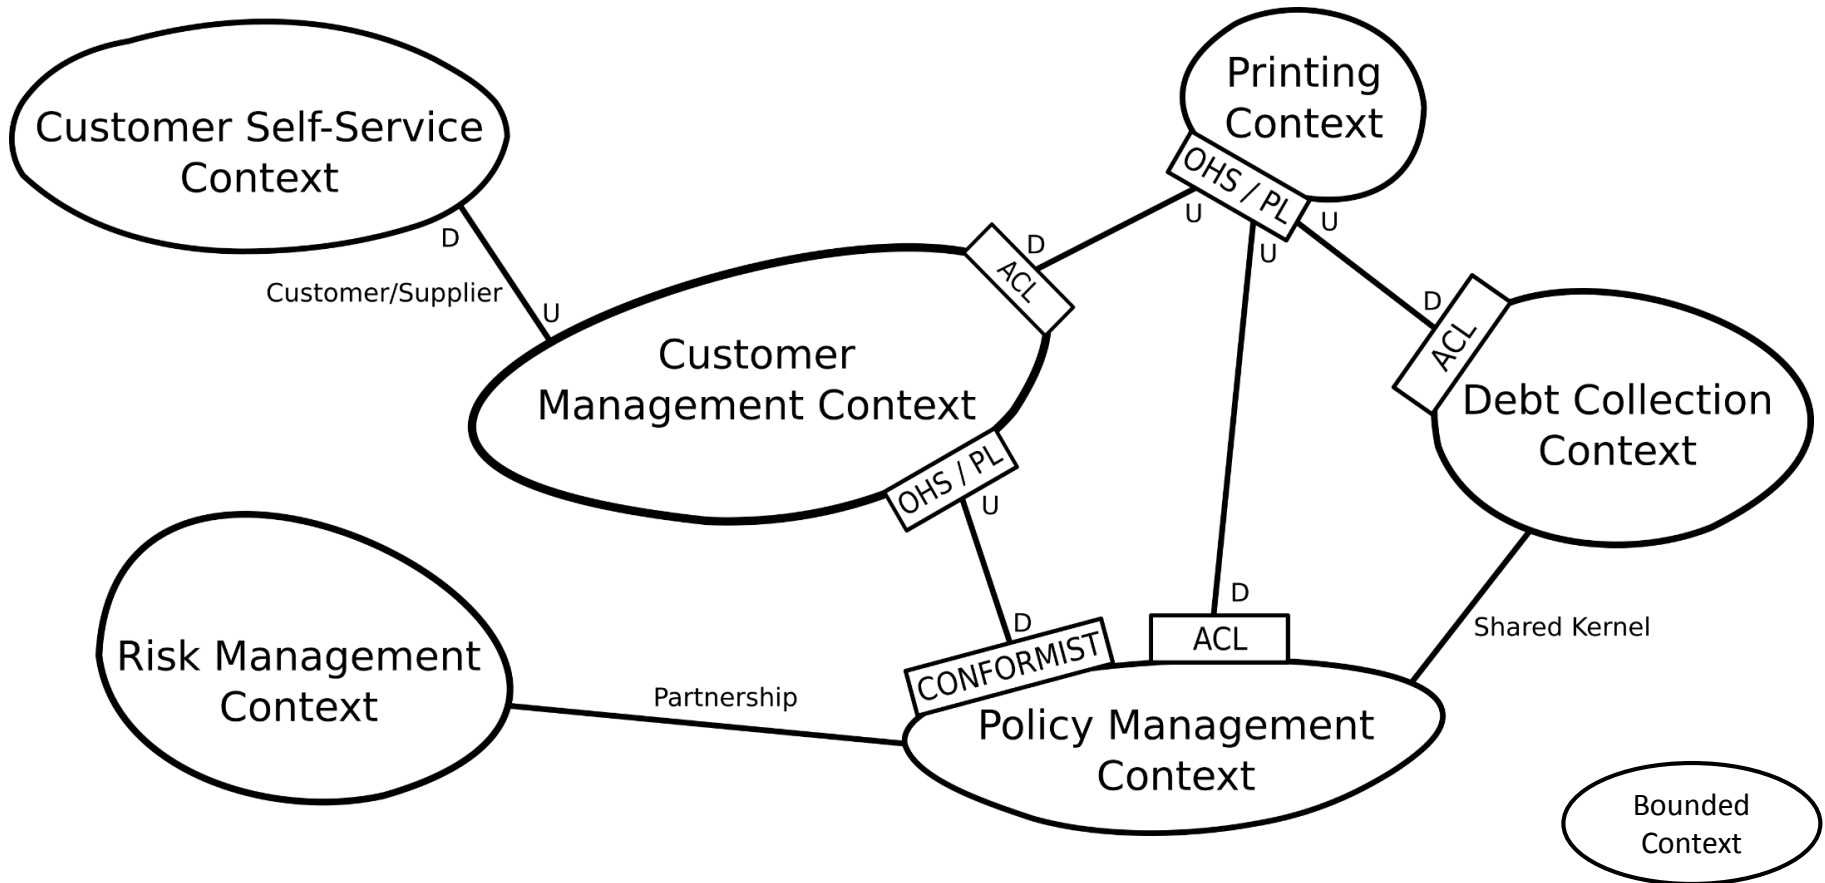 Printing
Context
Customer Self-Service
Context
OHS / PL
U
U
U
D
Customer/Supplier
U
D
ACL
D
ACL
Customer
Management Context
Debt Collection
Context
OHS / PL
U
D
CONFORMIST
D
ACL
Shared Kernel
Risk Management
Context
Partnership
Policy Management
Context
Bounded
Context